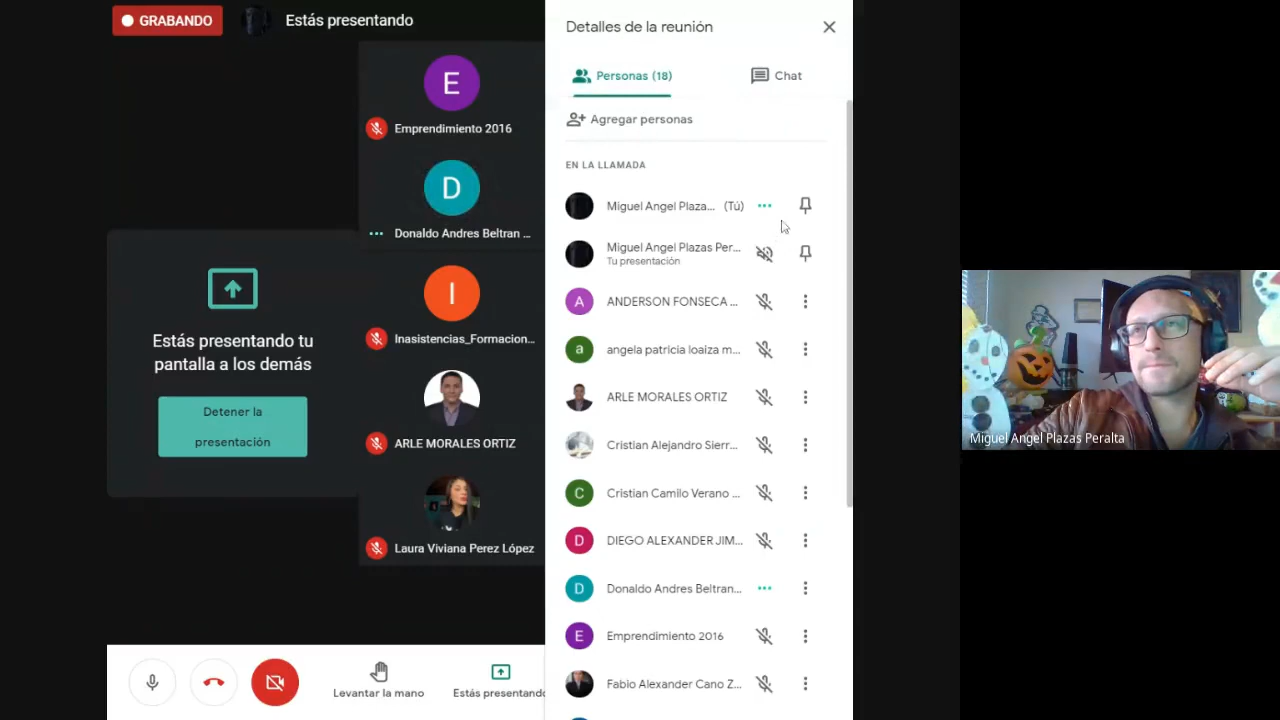 GRABANDO
Estás presentando
E
Emprendimiento 2016
D
Donaldo Andres Beltran ...
I
Inasistencias_Formacion...
ARLE MORALES ORTIZ
Laura Viviana Perez López
Estás presentando tu
pantalla a los demás
Detener la
presentación
Levantar la mano
Estás presentando
Detalles de la reunión
Personas (18)
Chat
Agregar personas
EN LA LLAMADA
Miguel Angel Plaza... (Tú)
Miguel Angel Plazas Per...
Tu presentación
A ANDERSON FONSECA ...
a angela patricia loaiza m...
ARLE MORALES ORTIZ
Cristian Alejandro Sierr...
C Cristian Camilo Verano ...
D DIEGO ALEXANDER JIM...
D Donaldo Andres Beltran...
E Emprendimiento 2016
Fabio Alexander Cano Z...
Miguel Angel Plazas Peralta